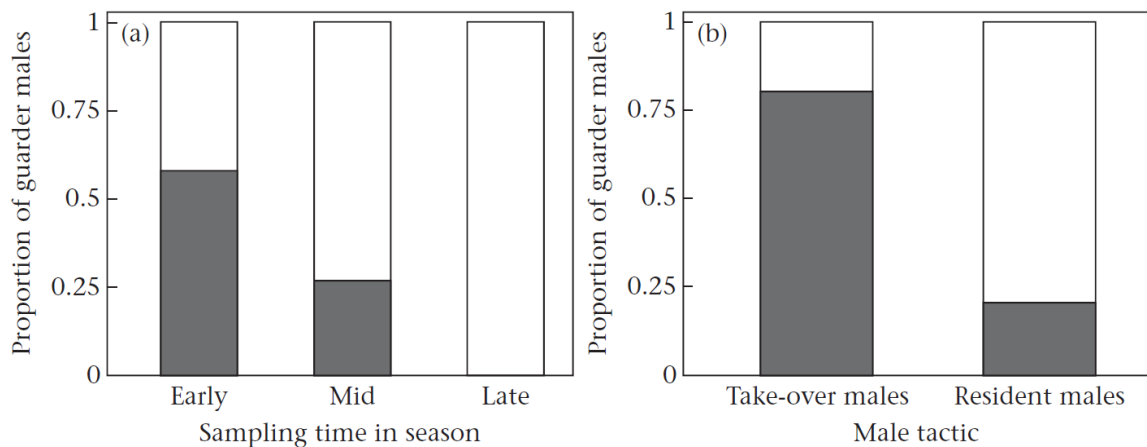 Proportion of guarder males
1
0.75
0.5
0.25
0
(a)
Early Mid Late
Sampling time in season
Proportion of guarder males
1
0.75
0.5
0.25
0
(b)
Take-over males Resident males
Male tactic